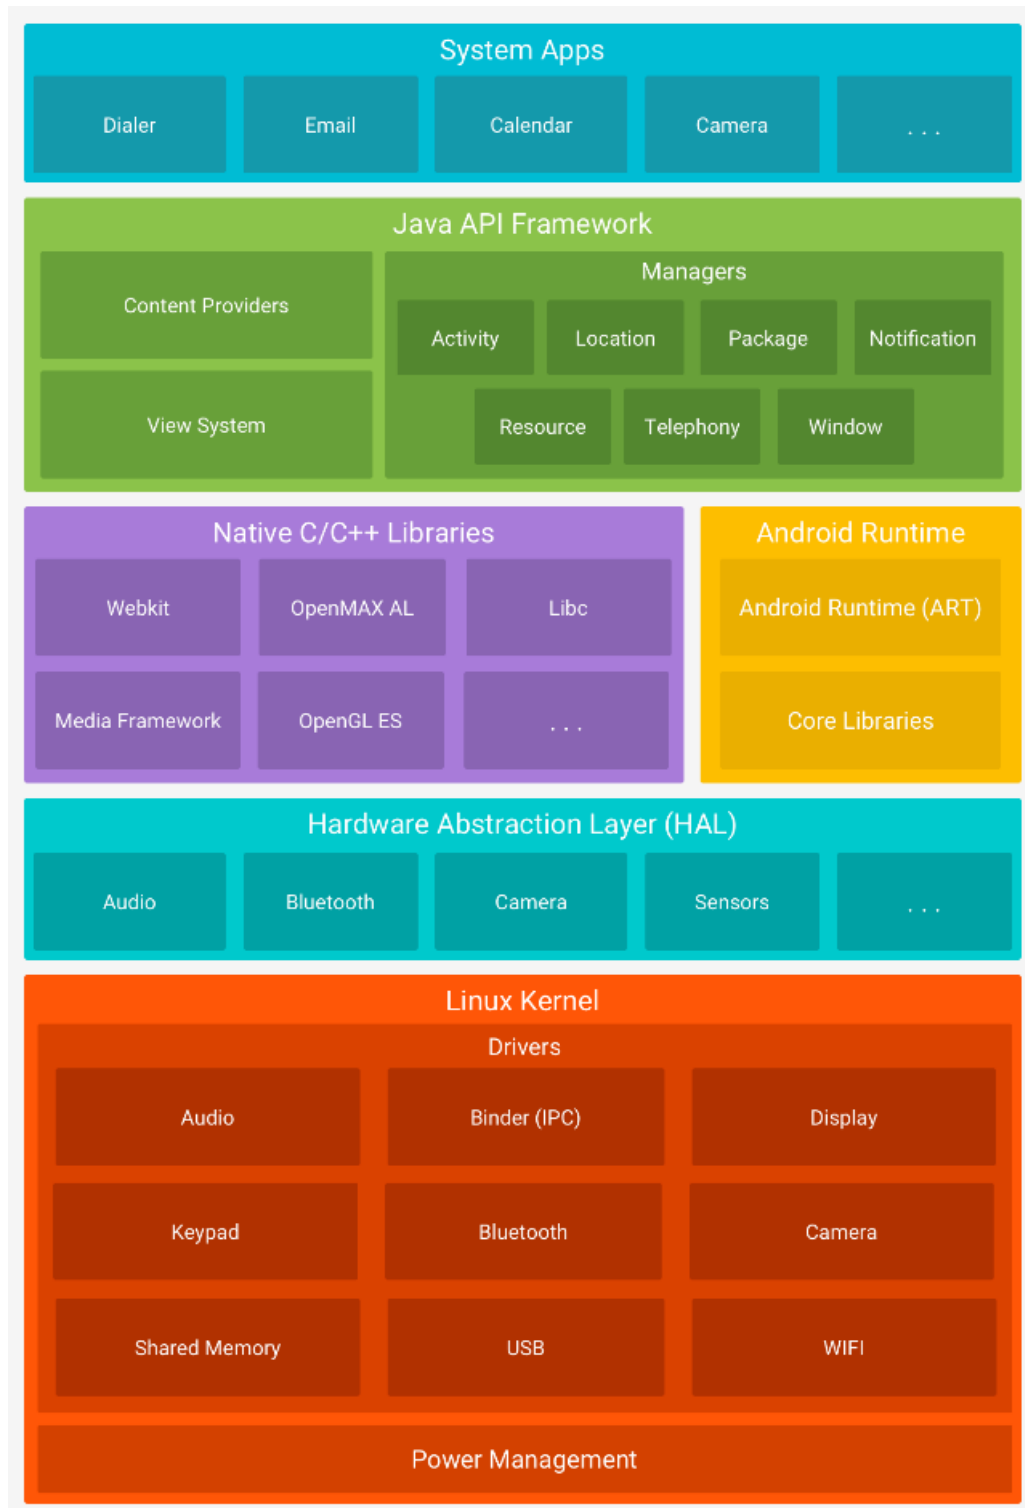 System Apps
Dialer
Email
Calendar
Camera
. . .
Java API Framework
Content Providers
View System
Managers
Activity
Location
Package
Notification
Resource
Telephony
Window
Native C/C++ Libraries
Webkit
OpenMAX AL
Libc
Media Framework
OpenGL ES
. . .
Android Runtime
Android Runtime (ART)
Core Libraries
Hardware Abstraction Layer (HAL)
Audio
Bluetooth
Camera
Sensors
. . .
Linux Kernel
Drivers
Audio
Binder (IPC)
Display
Keypad
Bluetooth
Camera
Shared Memory
USB
WIFI
Power Management